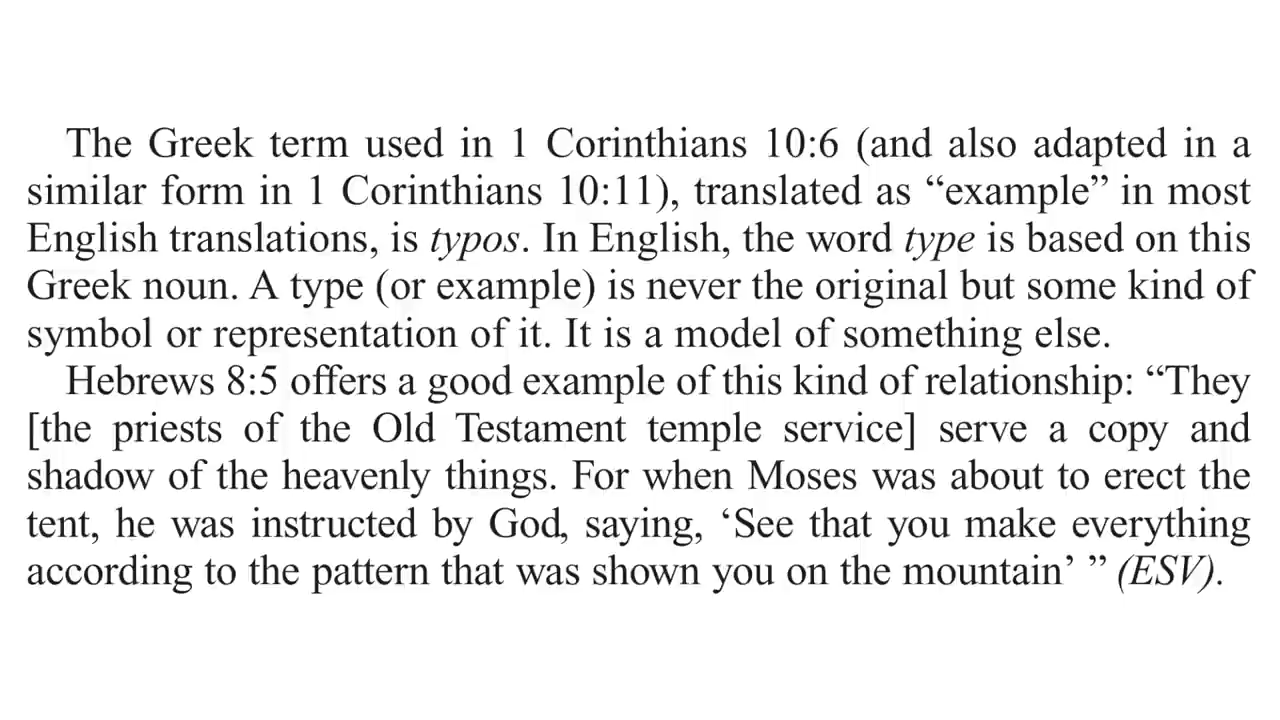 The Greek term used in 1 Corinthians 10:6 (and also adapted in a
similar form in 1 Corinthians 10:11), translated as “example” in most
English translations, is typos. In English, the word type is based on this
Greek noun. A type (or example) is never the original but some kind of
symbol or representation of it. It is a model of something else.
Hebrews 8:5 offers a good example of this kind of relationship: “They
[the priests of the Old Testament temple service] serve a copy and
shadow of the heavenly things. For when Moses was about to erect the
tent, he was instructed by God, saying, ‘See that you make everything
according to the pattern that was shown you on the mountain’ ” (ESV).